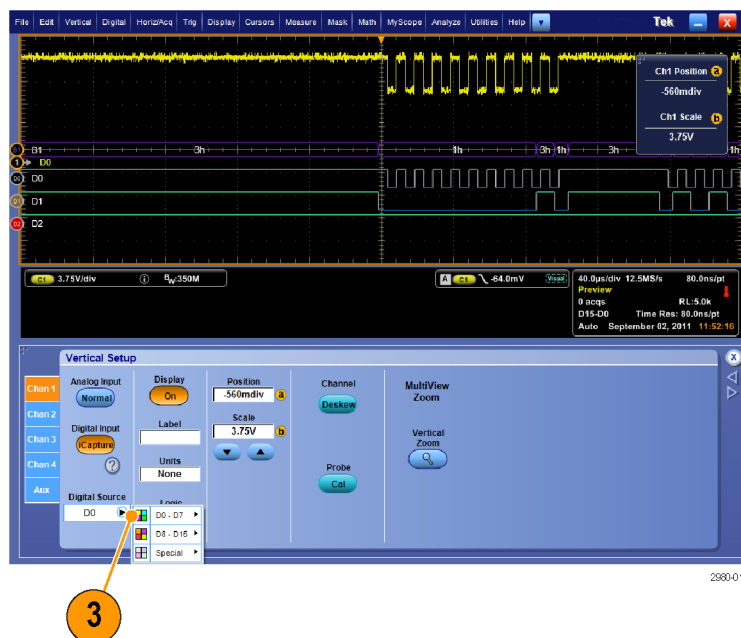 File Edit Vertical Digital Horiz/Acq Trig Display Cursors Measure Mask Math MyScope Analyze Utilities Help Tek X
Ch1 Position a
-560mdiv
Ch1 Scale b
3.75V
B1 3h 1h 3h 1h 3h 1h
1 D0
D0 D0
D1 D1
D2 D2
C1 3.75V/div BW:350M
A C1 -64.0mV Visual
40.0µs/div 12.5MS/s 80.0ns/pt
Preview
0 acqs RL:5.0k
D15-D0 Time Res: 80.0ns/pt
Auto September 02, 2011 11:52:16
Vertical Setup X
Chan 1
Chan 2
Chan 3
Chan 4
Aux
Analog Input
Normal
Digital Input
iCapture
?
Digital Source
D0
Display
On
Label
Units
None
Logic
D0 - D7
D8 - D15
Special
Position
-560mdiv a
Scale
3.75V b
Channel
Deskew
Probe
Cal
MultiView
Zoom
Vertical
Zoom
3